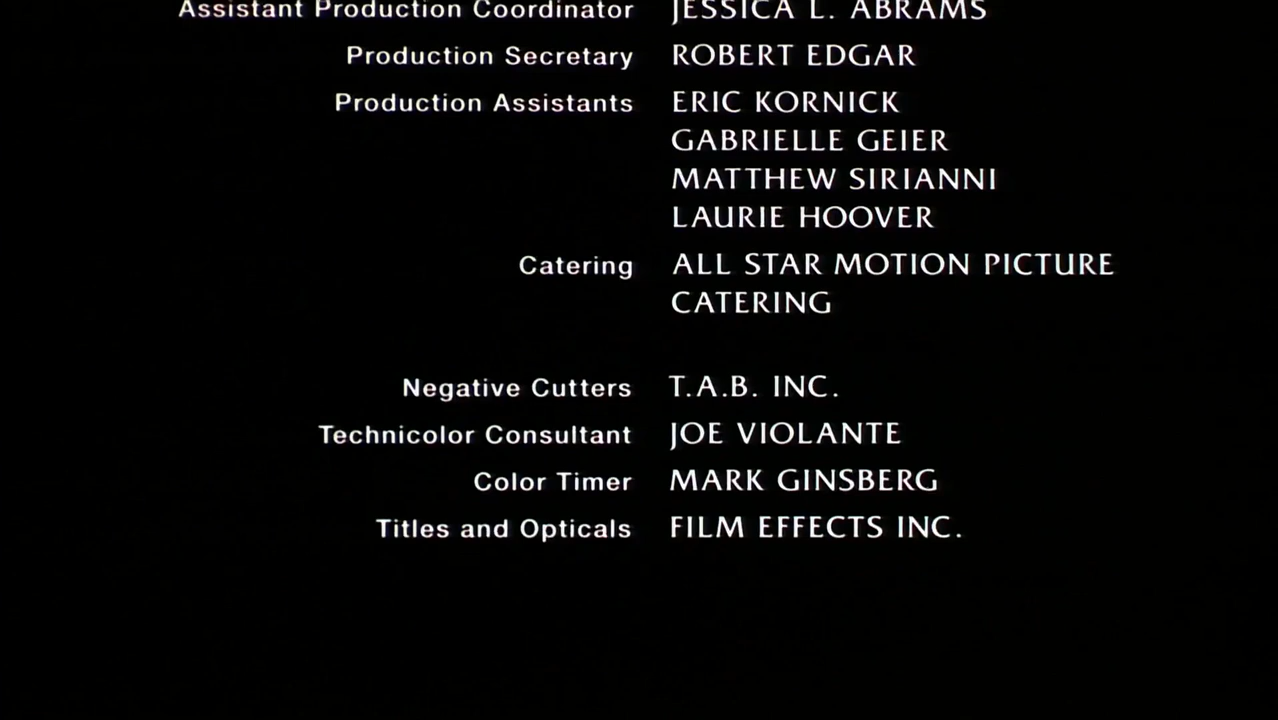 Assistant Production Coordinator JESSICA L. ABRAMS
Production Secretary ROBERT EDGAR
Production Assistants ERIC KORNICK
GABRIELLE GEIER
MATTHEW SIRIANNI
LAURIE HOOVER
Catering ALL STAR MOTION PICTURE
CATERING
Negative Cutters T.A.B. INC.
Technicolor Consultant JOE VIOLANTE
Color Timer MARK GINSBERG
Titles and Opticals FILM EFFECTS INC.